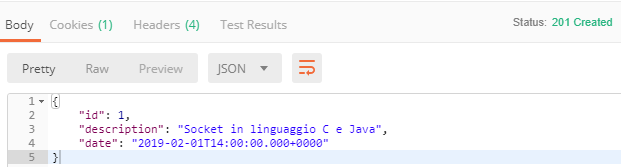 Body Cookies (1) Headers (4) Test Results Status: 201 Created
Pretty Raw Preview JSON
1 {
2 "id": 1,
3 "description": "Socket in linguaggio C e Java",
4 "date": "2019-02-01T14:00:00.000+0000"
5 }